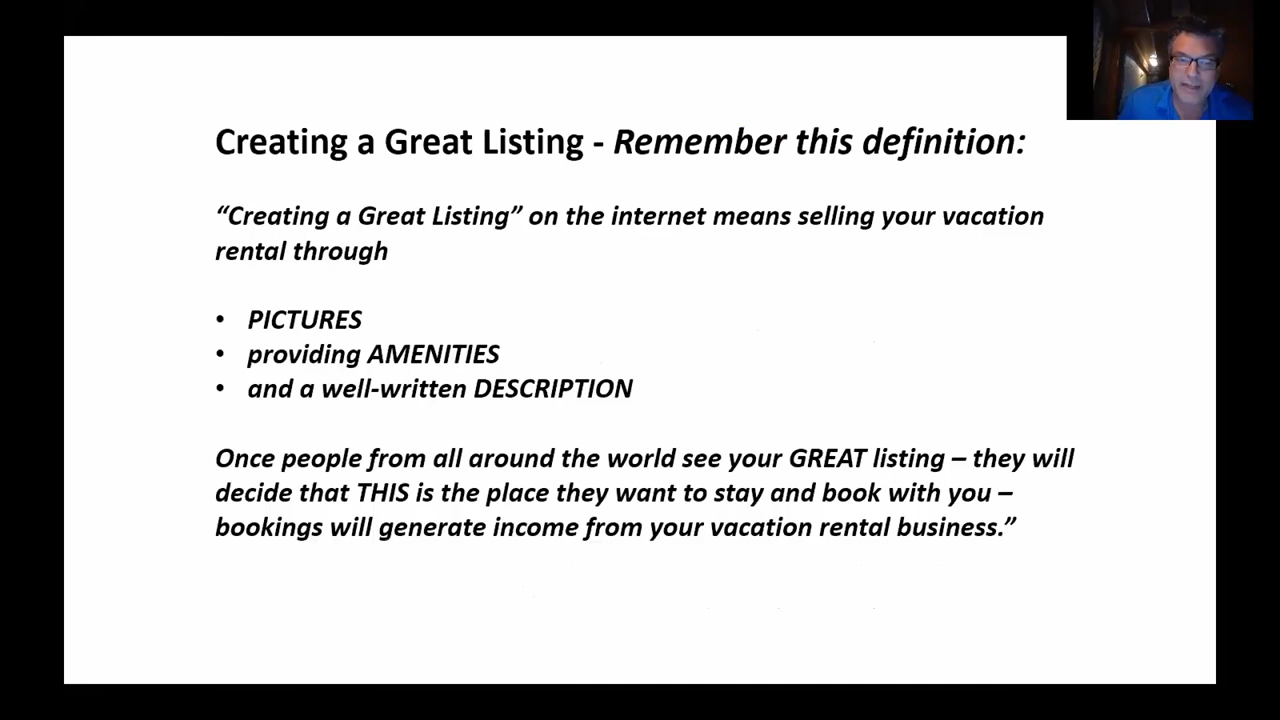 Creating a Great Listing - Remember this definition:
“Creating a Great Listing” on the internet means selling your vacation
rental through
• PICTURES
• providing AMENITIES
• and a well-written DESCRIPTION
Once people from all around the world see your GREAT listing – they will
decide that THIS is the place they want to stay and book with you –
bookings will generate income from your vacation rental business.”